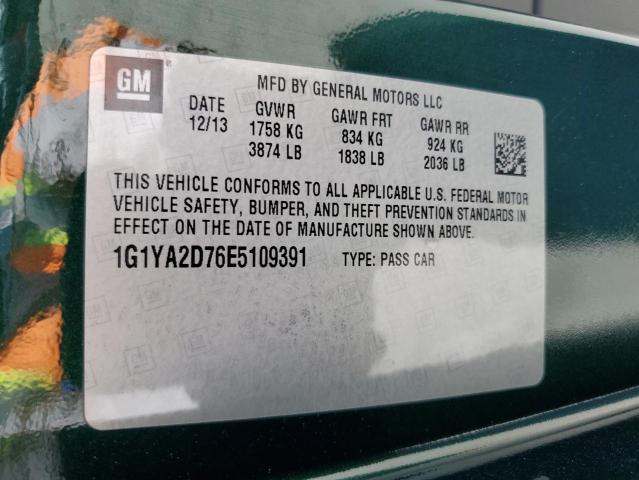 GM
MFD BY GENERAL MOTORS LLC
DATE GVWR GAWR FRT GAWR RR
12/13 1758 KG 834 KG 924 KG
3874 LB 1838 LB 2036 LB
THIS VEHICLE CONFORMS TO ALL APPLICABLE U.S. FEDERAL MOTOR
VEHICLE SAFETY, BUMPER, AND THEFT PREVENTION STANDARDS IN
EFFECT ON THE DATE OF MANUFACTURE SHOWN ABOVE.
1G1YA2D76E5109391 TYPE: PASS CAR